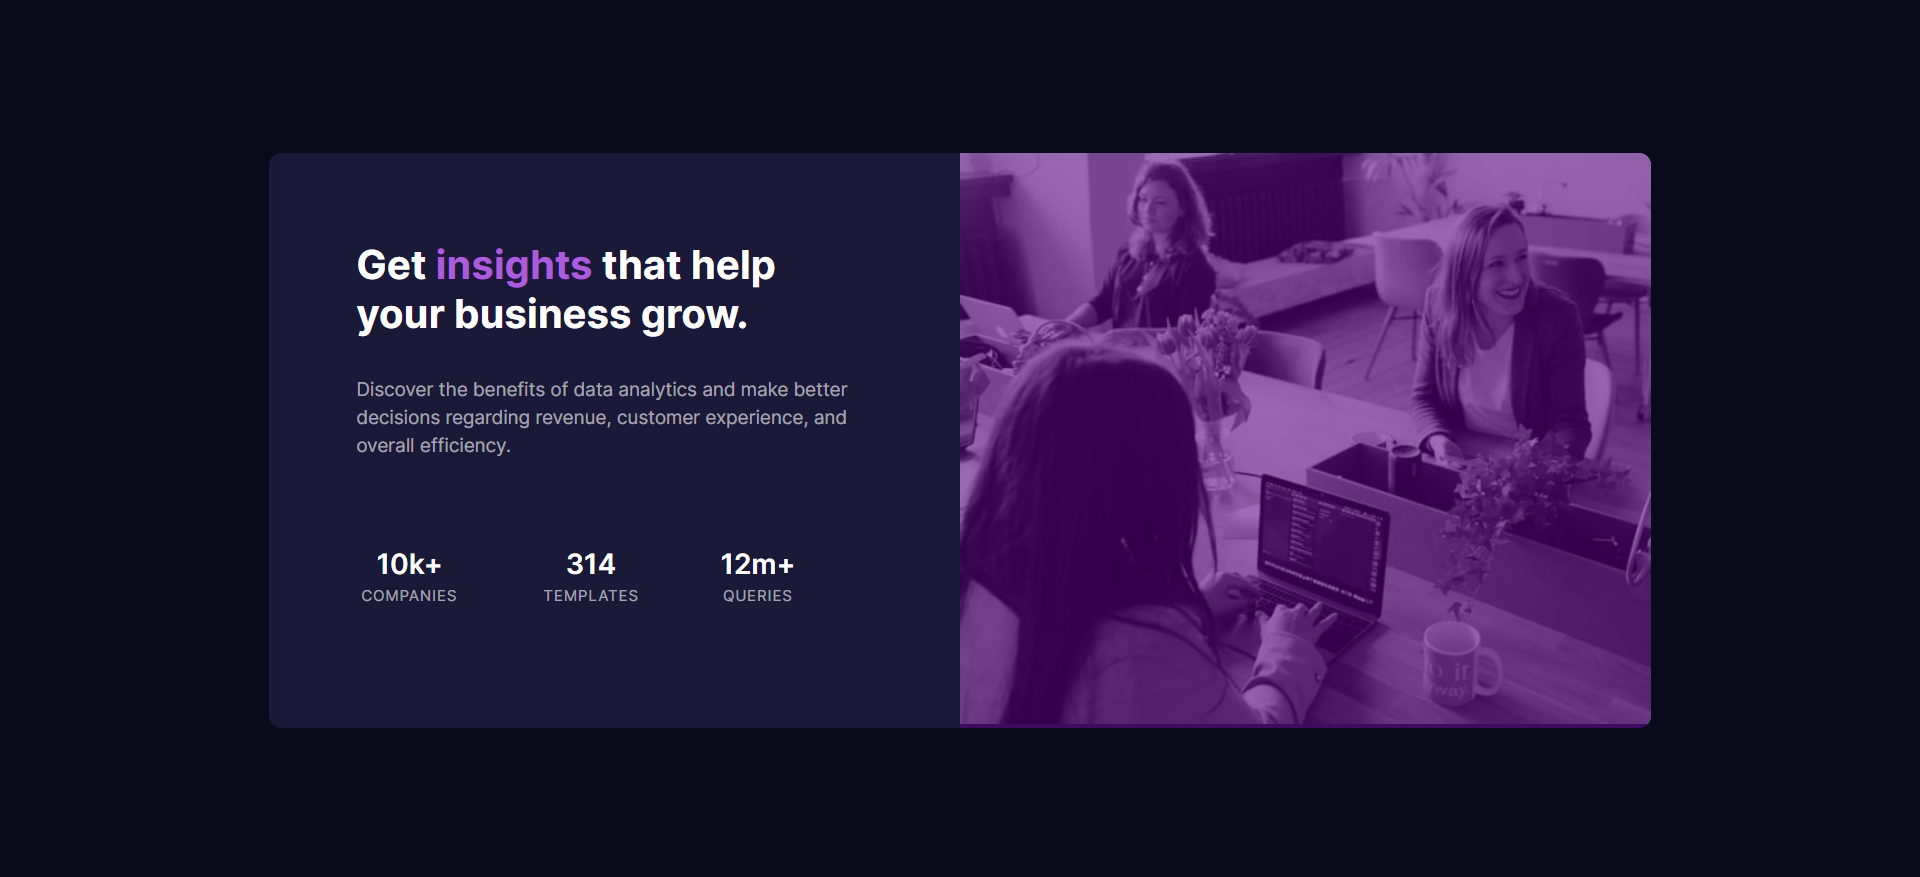 Get insights that help
your business grow.
Discover the benefits of data analytics and make better
decisions regarding revenue, customer experience, and
overall efficiency.
10k+ 314 12m+
COMPANIES TEMPLATES QUERIES